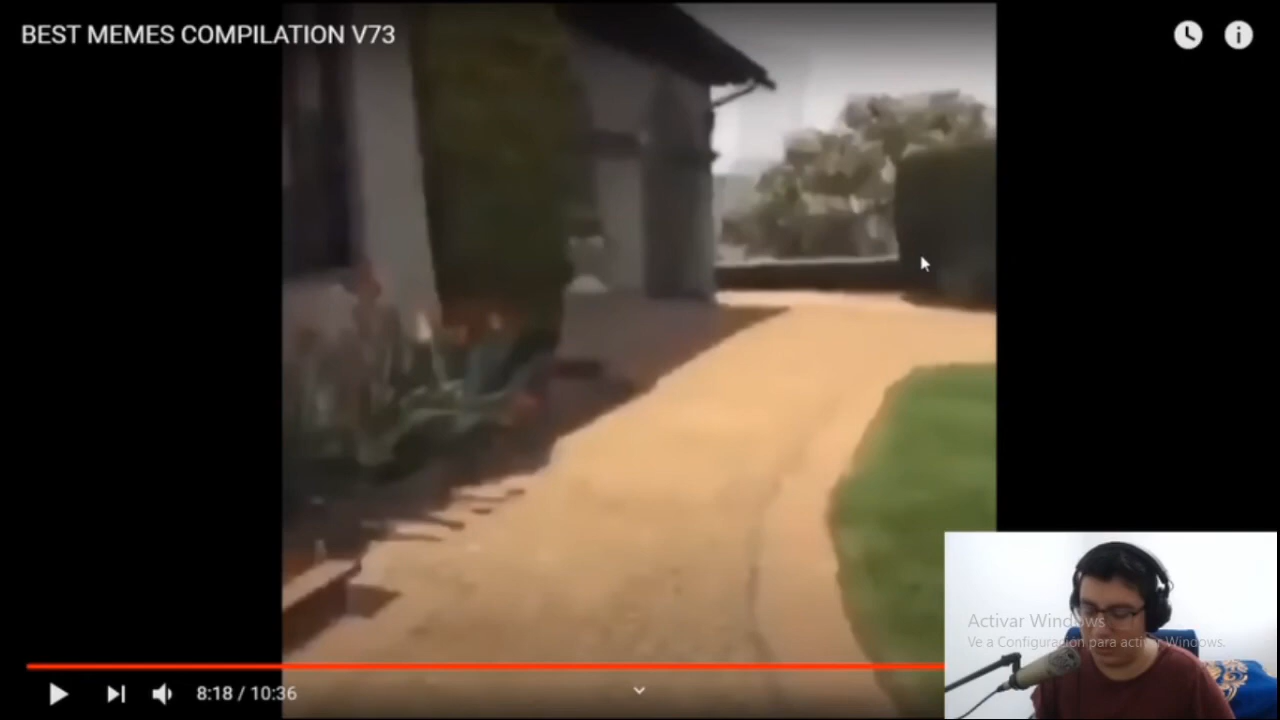 BEST MEMES COMPILATION V73
Activar Windows
Ve a Configuración para activar Windows.
8:18 / 10:36